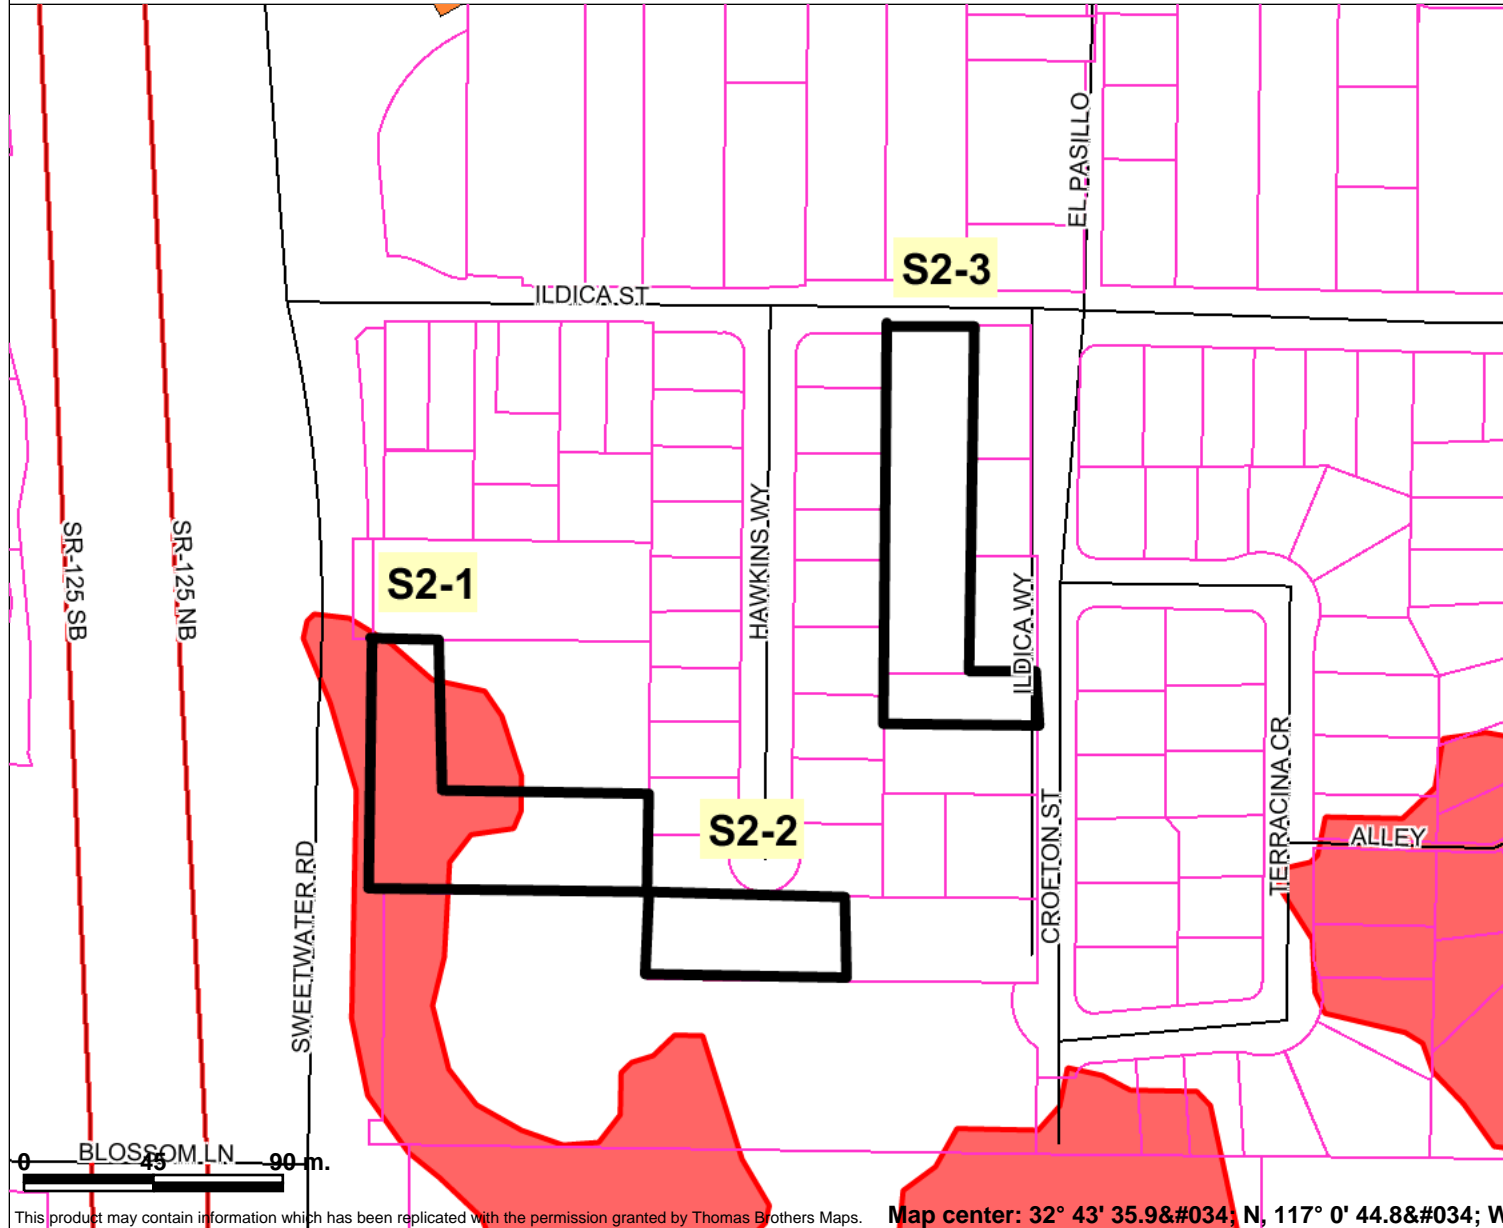 EL PASILLO
S2-3
ILDICA ST
SR-125 SB
SR-125 NB
HAWKINS WY
S2-1
ILDICA WY
S2-2
TERRACINA CR
ALLEY
CROFTON ST
SWEETWATER RD
BLOSSOM LN
0 45 90 m.
This product may contain information which has been replicated with the permission granted by Thomas Brothers Maps.
Map center: 32° 43' 35.9&#034; N, 117° 0' 44.8&#034; W